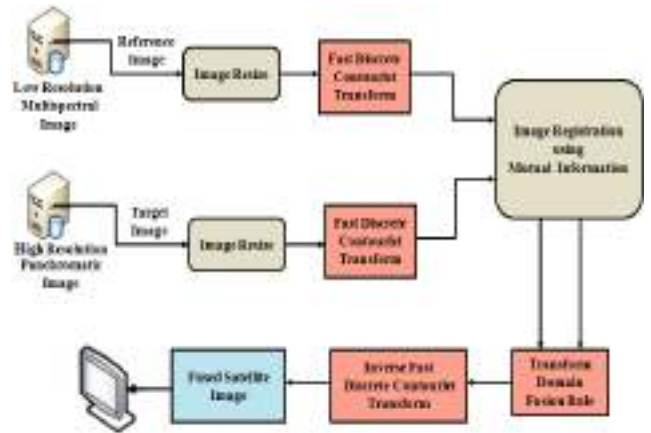 Reference
Image
Low Resolution
Multispectral
Image
Image Resize
Fast Discrete
Contourlet
Transform
Image Registration
using
Mutual Information
Target
Image
High Resolution
Panchromatic
Image
Image Resize
Fast Discrete
Contourlet
Transform
Fused Satellite
Image
Inverse Fast
Discrete Contourlet
Transform
Transform
Domain
Fusion Rule